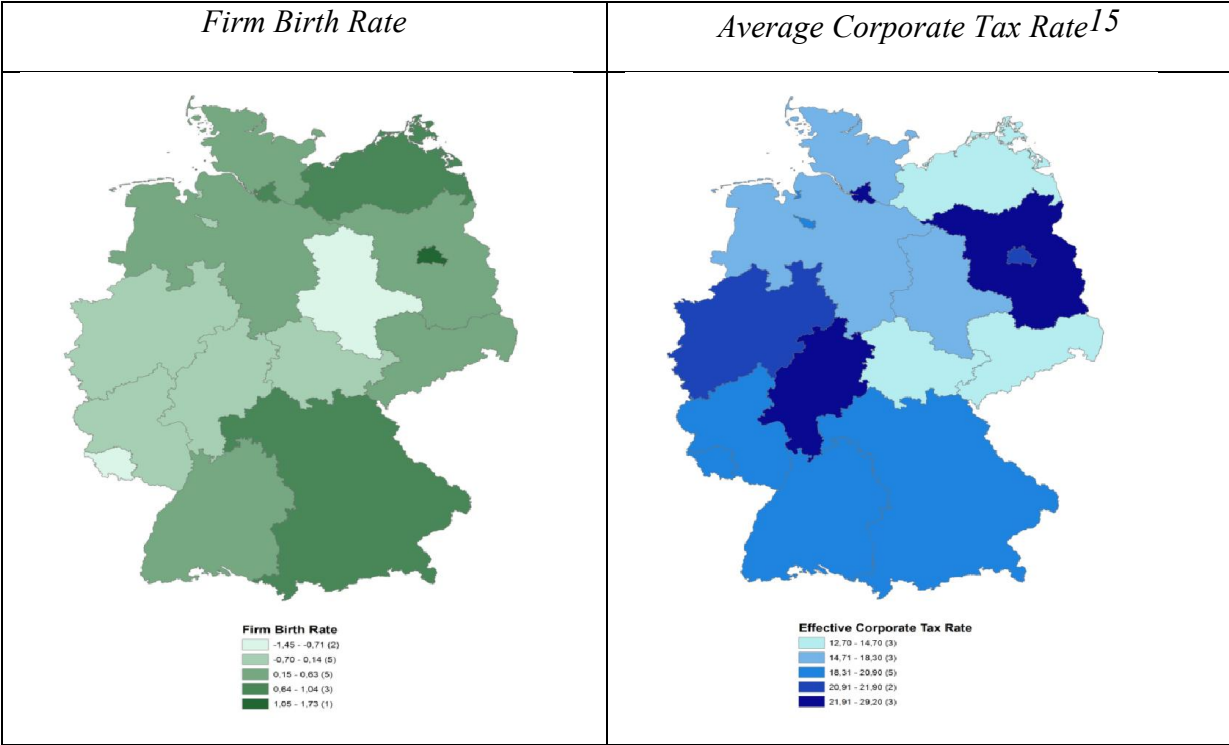 Firm Birth Rate
Average Corporate Tax Rate15
Firm Birth Rate
-1,45 - -0,71 (2)
-0,70 - 0,14 (5)
0,15 - 0,63 (5)
0,64 - 1,04 (3)
1,05 - 1,73 (1)
Effective Corporate Tax Rate
12,70 - 14,70 (3)
14,71 - 18,30 (3)
18,31 - 20,90 (5)
20,91 - 21,90 (2)
21,91 - 29,20 (3)